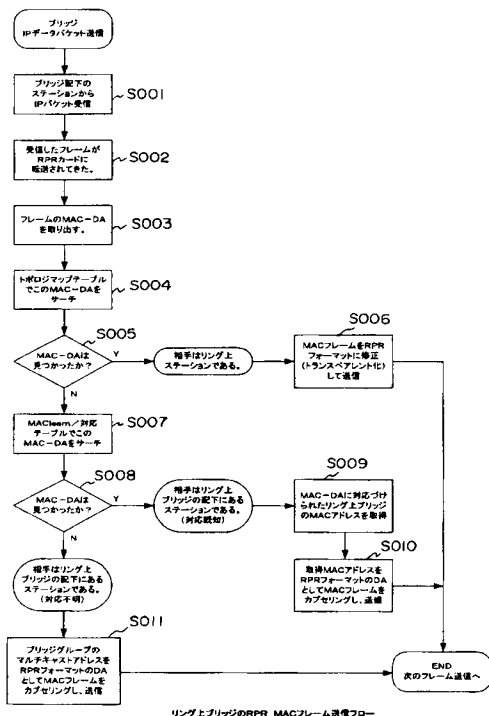 ブリッジ
IPデータパケット送信
ブリッジ配下の
ステーションから
IPパケット受信
S001
受信したフレームが
RPRカードに
転送されてきた。
S002
フレームのMAC-DA
を取り出す。
S003
トポロジマップテーブル
でこのMAC-DAを
サーチ
S004
S005
MAC-DAは
見つかったか?
Y
相手はリング上
ステーションである。
S006
MACフレームをRPR
フォーマットに修正
(トランスペアレント化)
して送信
N
MAClearn/対応
テーブルでこの
MAC-DAをサーチ
S007
S008
MAC-DAは
見つかったか?
Y
相手はリング上
ブリッジの配下にある
ステーションである。
(対応既知)
S009
MAC-DAに対応づけ
られたリング上ブリッジ
のMACアドレスを取得
N
S010
取得MACアドレスを
RPRフォーマットのDA
としてMACフレームを
カプセリングし、送信
相手はリング上
ブリッジの配下にある
ステーションである。
(対応不明)
S011
ブリッジグループの
マルチキャストアドレスを
RPRフォーマットのDA
としてMACフレームを
カプセリングし、送信
END
次のフレーム送信へ
リング上ブリッジのRPR MACフレーム送信フロー